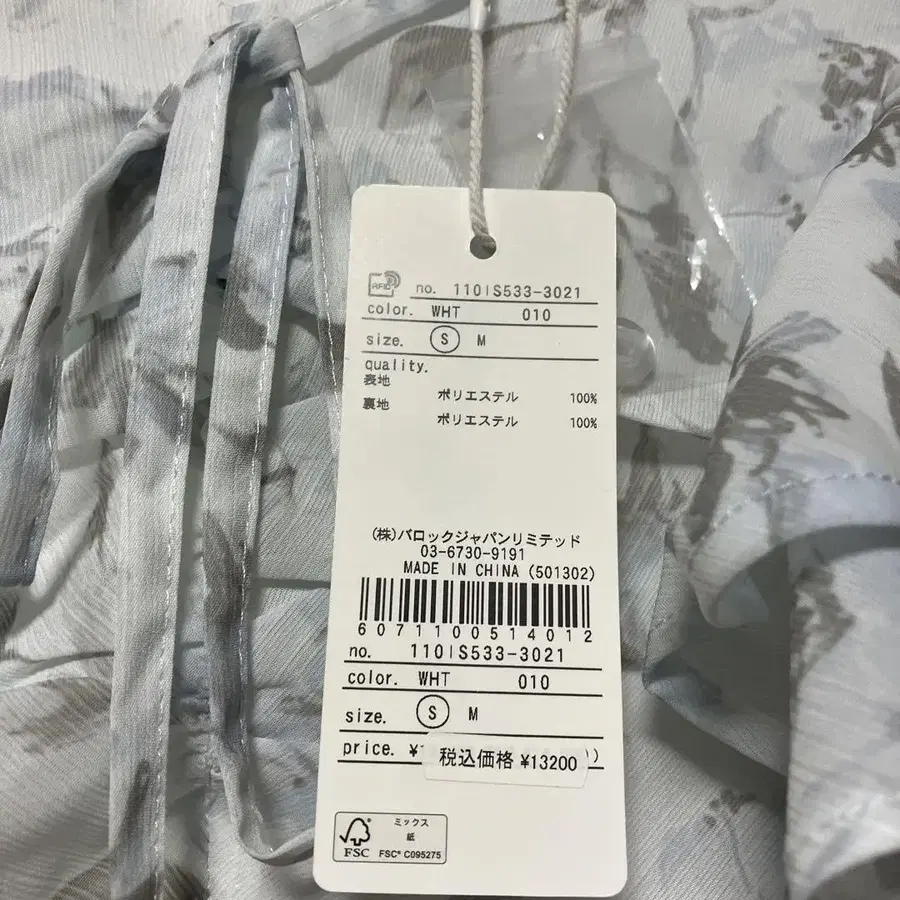 RFID
no. 110IS533-3021
color. WHT 010
size. S M
quality.
表地
ポリエステル 100%
裏地
ポリエステル 100%
(株)バロックジャパンリミテッド
03-6730-9191
MADE IN CHINA (501302)
6071100514012
no. 110IS533-3021
color. WHT 010
size. S M
price. ¥ 税込価格 ¥13200 )
ミックス
紙
FSC FSC® C095275